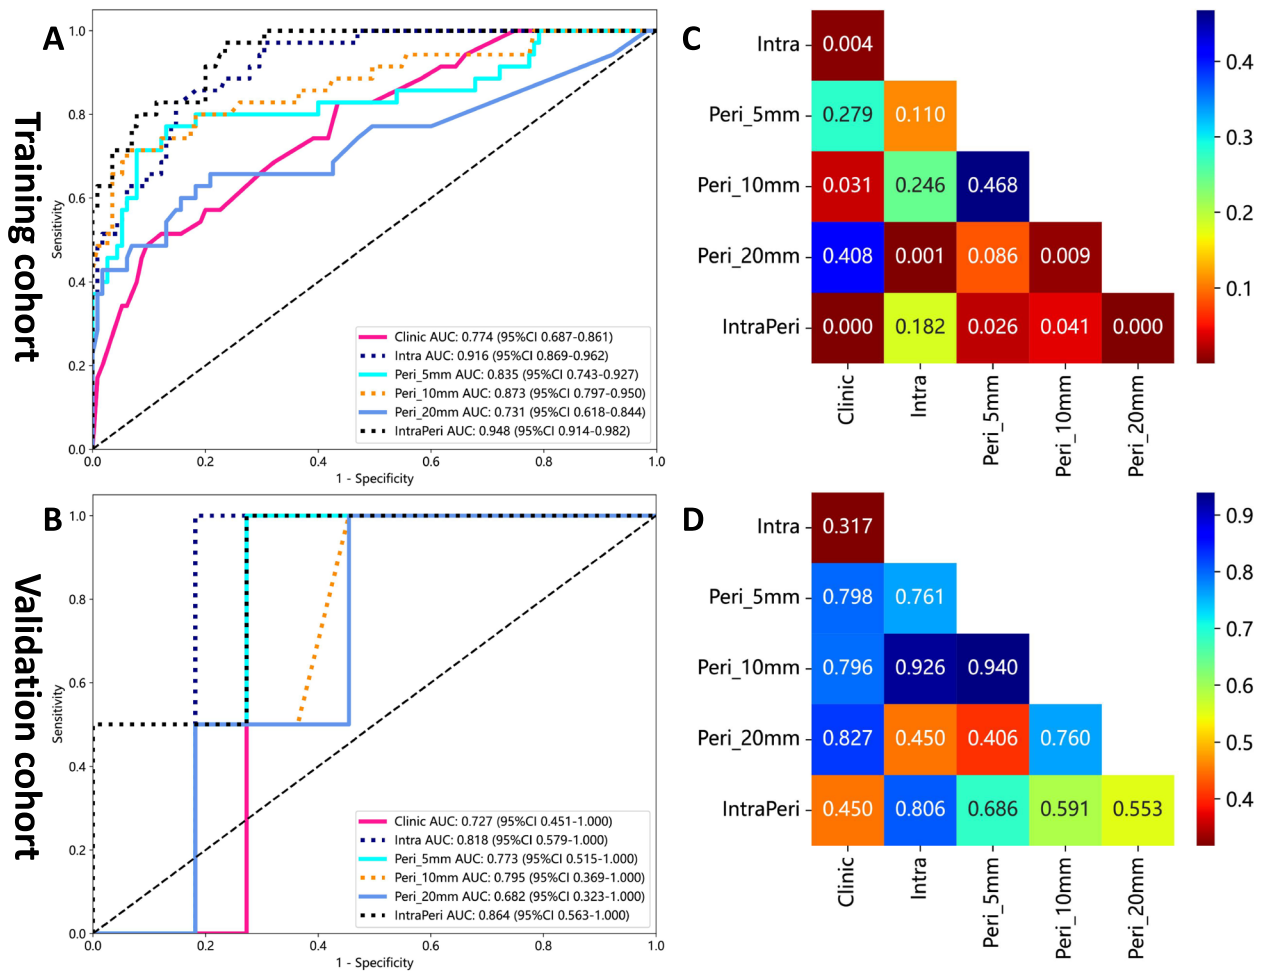 A
Training cohort
Sensitivity
1.0
0.8
0.6
0.4
0.2
0.0
Clinic AUC: 0.774 (95%CI 0.687-0.861)
Intra AUC: 0.916 (95%CI 0.869-0.962)
Peri_5mm AUC: 0.835 (95%CI 0.743-0.927)
Peri_10mm AUC: 0.873 (95%CI 0.797-0.950)
Peri_20mm AUC: 0.731 (95%CI 0.618-0.844)
IntraPeri AUC: 0.948 (95%CI 0.914-0.982)
0.0 0.2 0.4 0.6 0.8 1.0
1 - Specificity
C
Intra 0.004
Peri_5mm 0.279 0.110
Peri_10mm 0.031 0.246 0.468
Peri_20mm 0.408 0.001 0.086 0.009
IntraPeri 0.000 0.182 0.026 0.041 0.000
Clinic Intra Peri_5mm Peri_10mm Peri_20mm
0.4
0.3
0.2
0.1
B
Validation cohort
Sensitivity
1.0
0.8
0.6
0.4
0.2
0.0
Clinic AUC: 0.727 (95%CI 0.451-1.000)
Intra AUC: 0.818 (95%CI 0.579-1.000)
Peri_5mm AUC: 0.773 (95%CI 0.515-1.000)
Peri_10mm AUC: 0.795 (95%CI 0.369-1.000)
Peri_20mm AUC: 0.682 (95%CI 0.323-1.000)
IntraPeri AUC: 0.864 (95%CI 0.563-1.000)
0.0 0.2 0.4 0.6 0.8 1.0
1 - Specificity
D
Intra 0.317
Peri_5mm 0.798 0.761
Peri_10mm 0.796 0.926 0.940
Peri_20mm 0.827 0.450 0.406 0.760
IntraPeri 0.450 0.806 0.686 0.591 0.553
Clinic Intra Peri_5mm Peri_10mm Peri_20mm
0.9
0.8
0.7
0.6
0.5
0.4